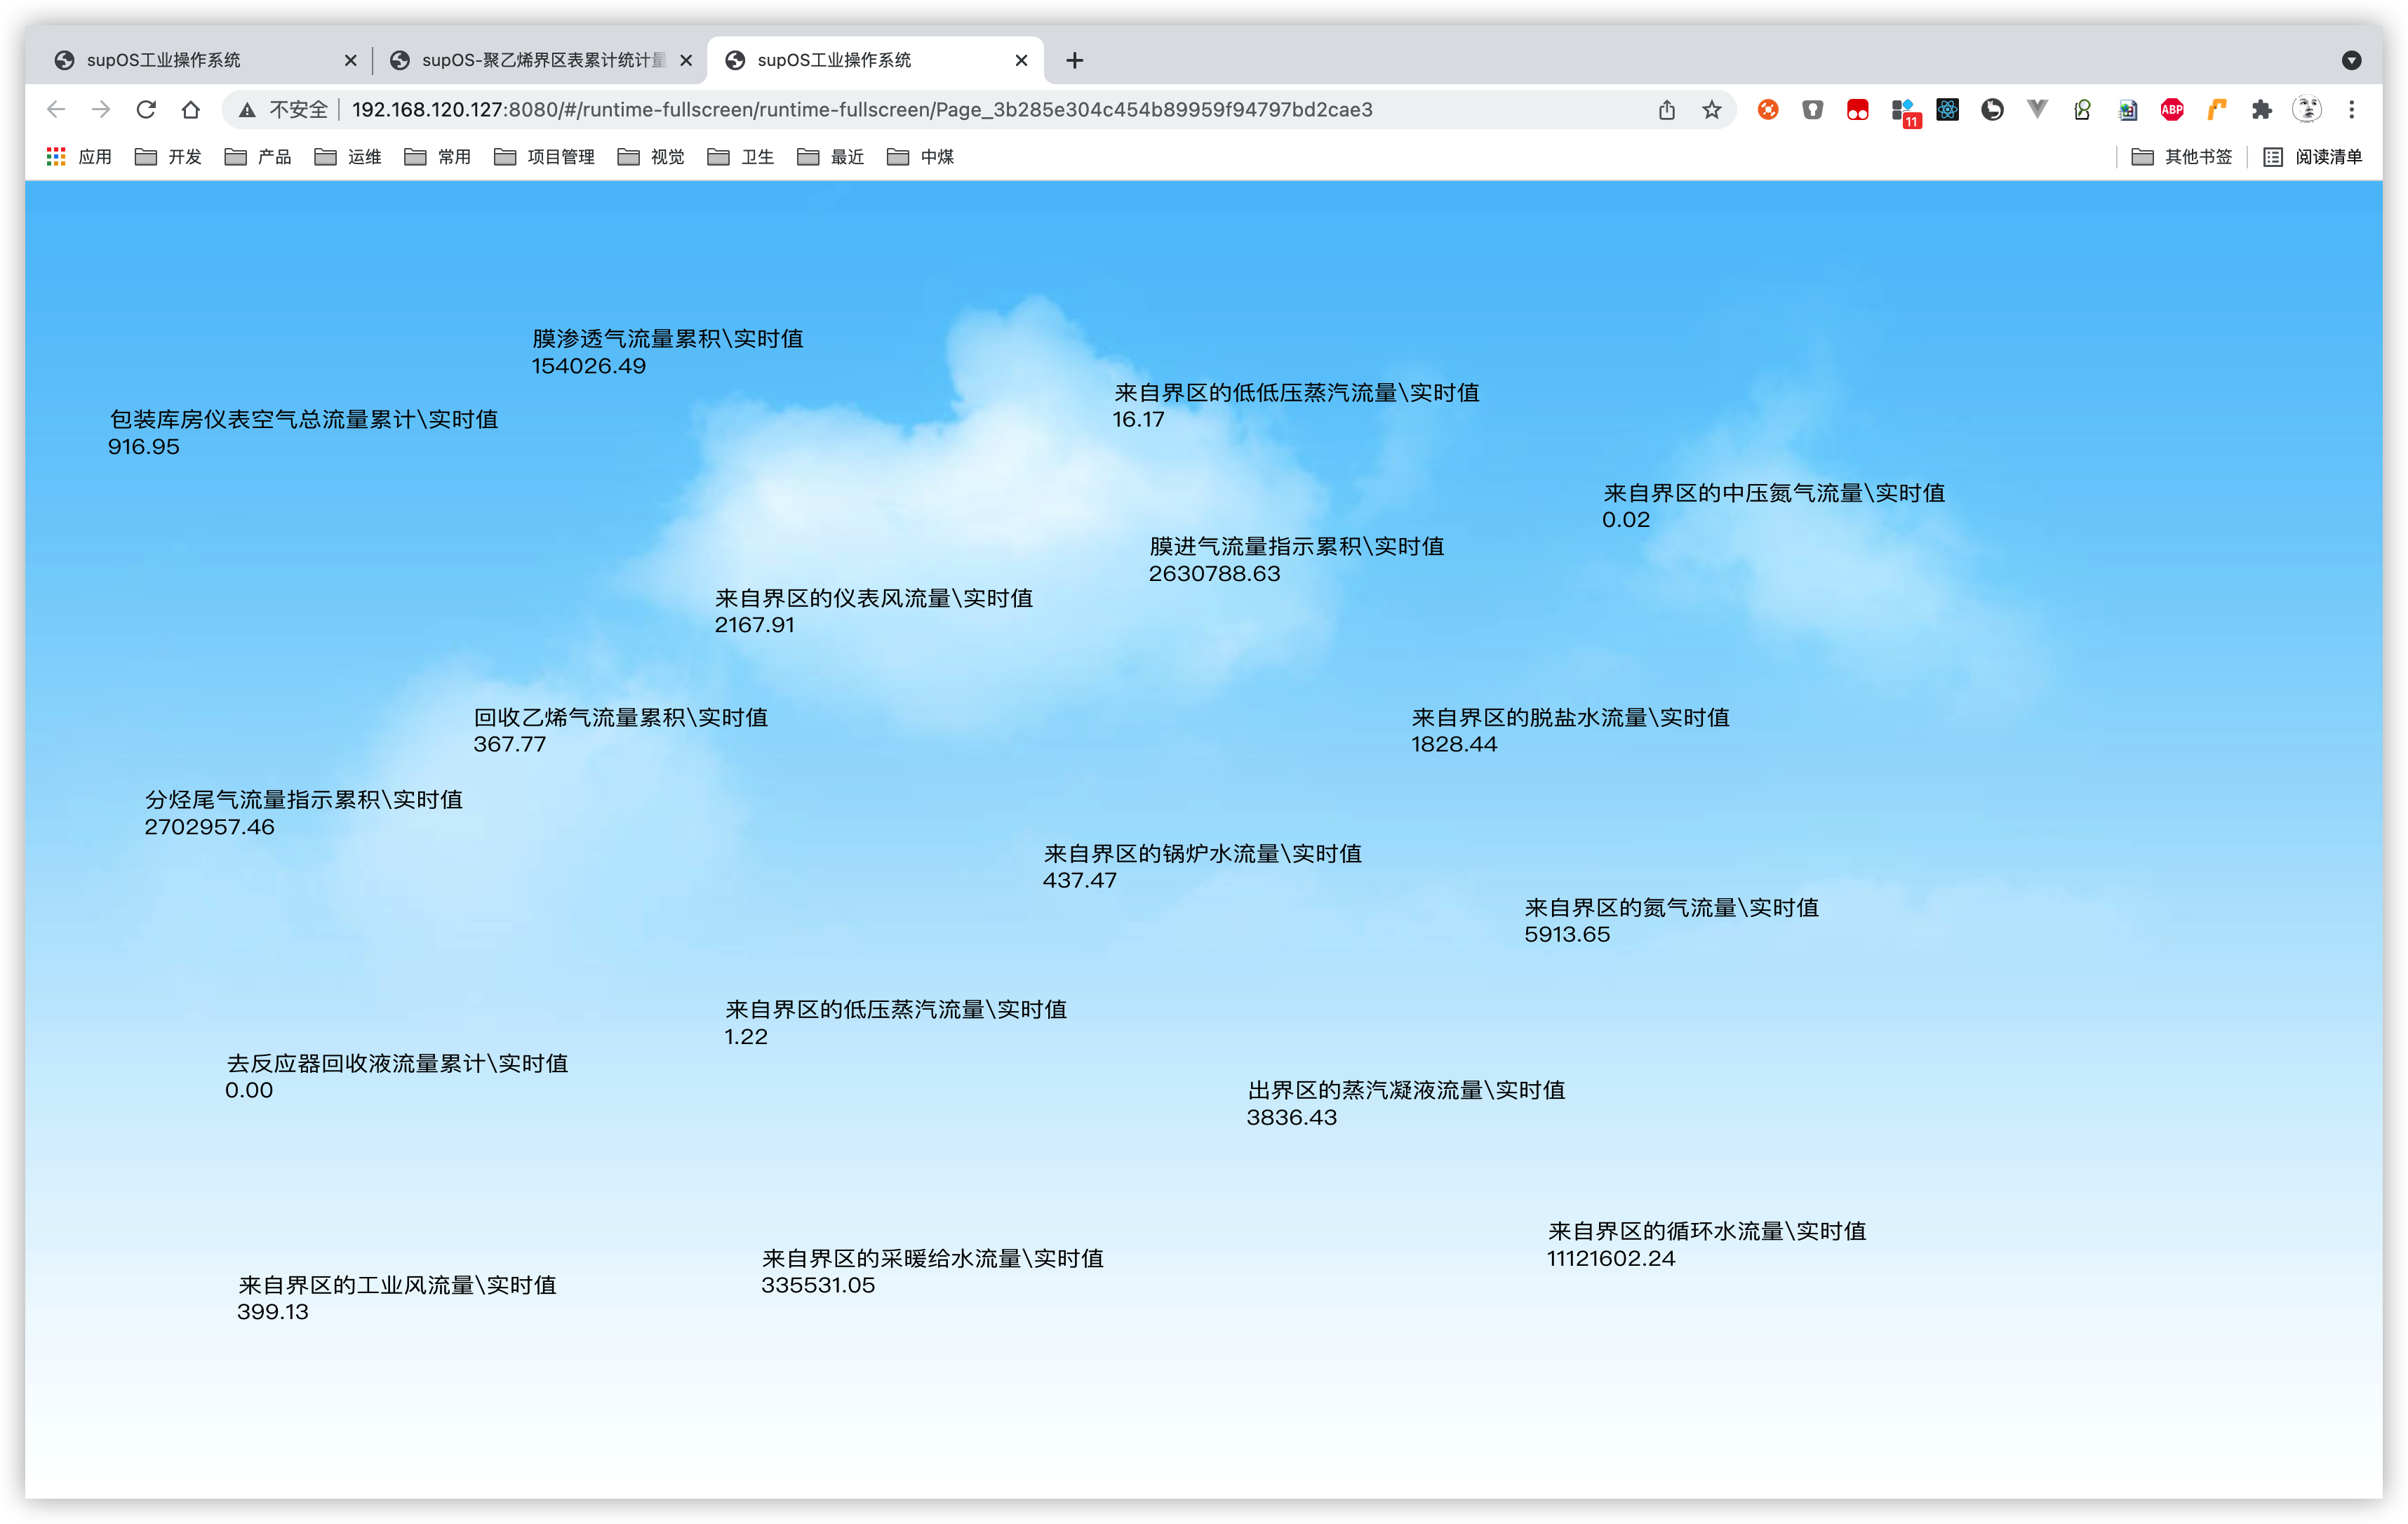 supOS工业操作系统
supOS-聚乙烯界区表累计统计量
supOS工业操作系统
不安全
192.168.120.127:8080/#/runtime-fullscreen/runtime-fullscreen/Page_3b285e304c454b89959f94797bd2cae3
11
ABP
应用
开发
产品
运维
常用
项目管理
视觉
卫生
最近
中煤
其他书签
阅读清单
膜渗透气流量累积\实时值
154026.49
来自界区的低低压蒸汽流量\实时值
16.17
包装库房仪表空气总流量累计\实时值
916.95
来自界区的中压氮气流量\实时值
0.02
膜进气流量指示累积\实时值
2630788.63
来自界区的仪表风流量\实时值
2167.91
回收乙烯气流量累积\实时值
367.77
来自界区的脱盐水流量\实时值
1828.44
分烃尾气流量指示累积\实时值
2702957.46
来自界区的锅炉水流量\实时值
437.47
来自界区的氮气流量\实时值
5913.65
来自界区的低压蒸汽流量\实时值
1.22
去反应器回收液流量累计\实时值
0.00
出界区的蒸汽凝液流量\实时值
3836.43
来自界区的循环水流量\实时值
11121602.24
来自界区的采暖给水流量\实时值
335531.05
来自界区的工业风流量\实时值
399.13